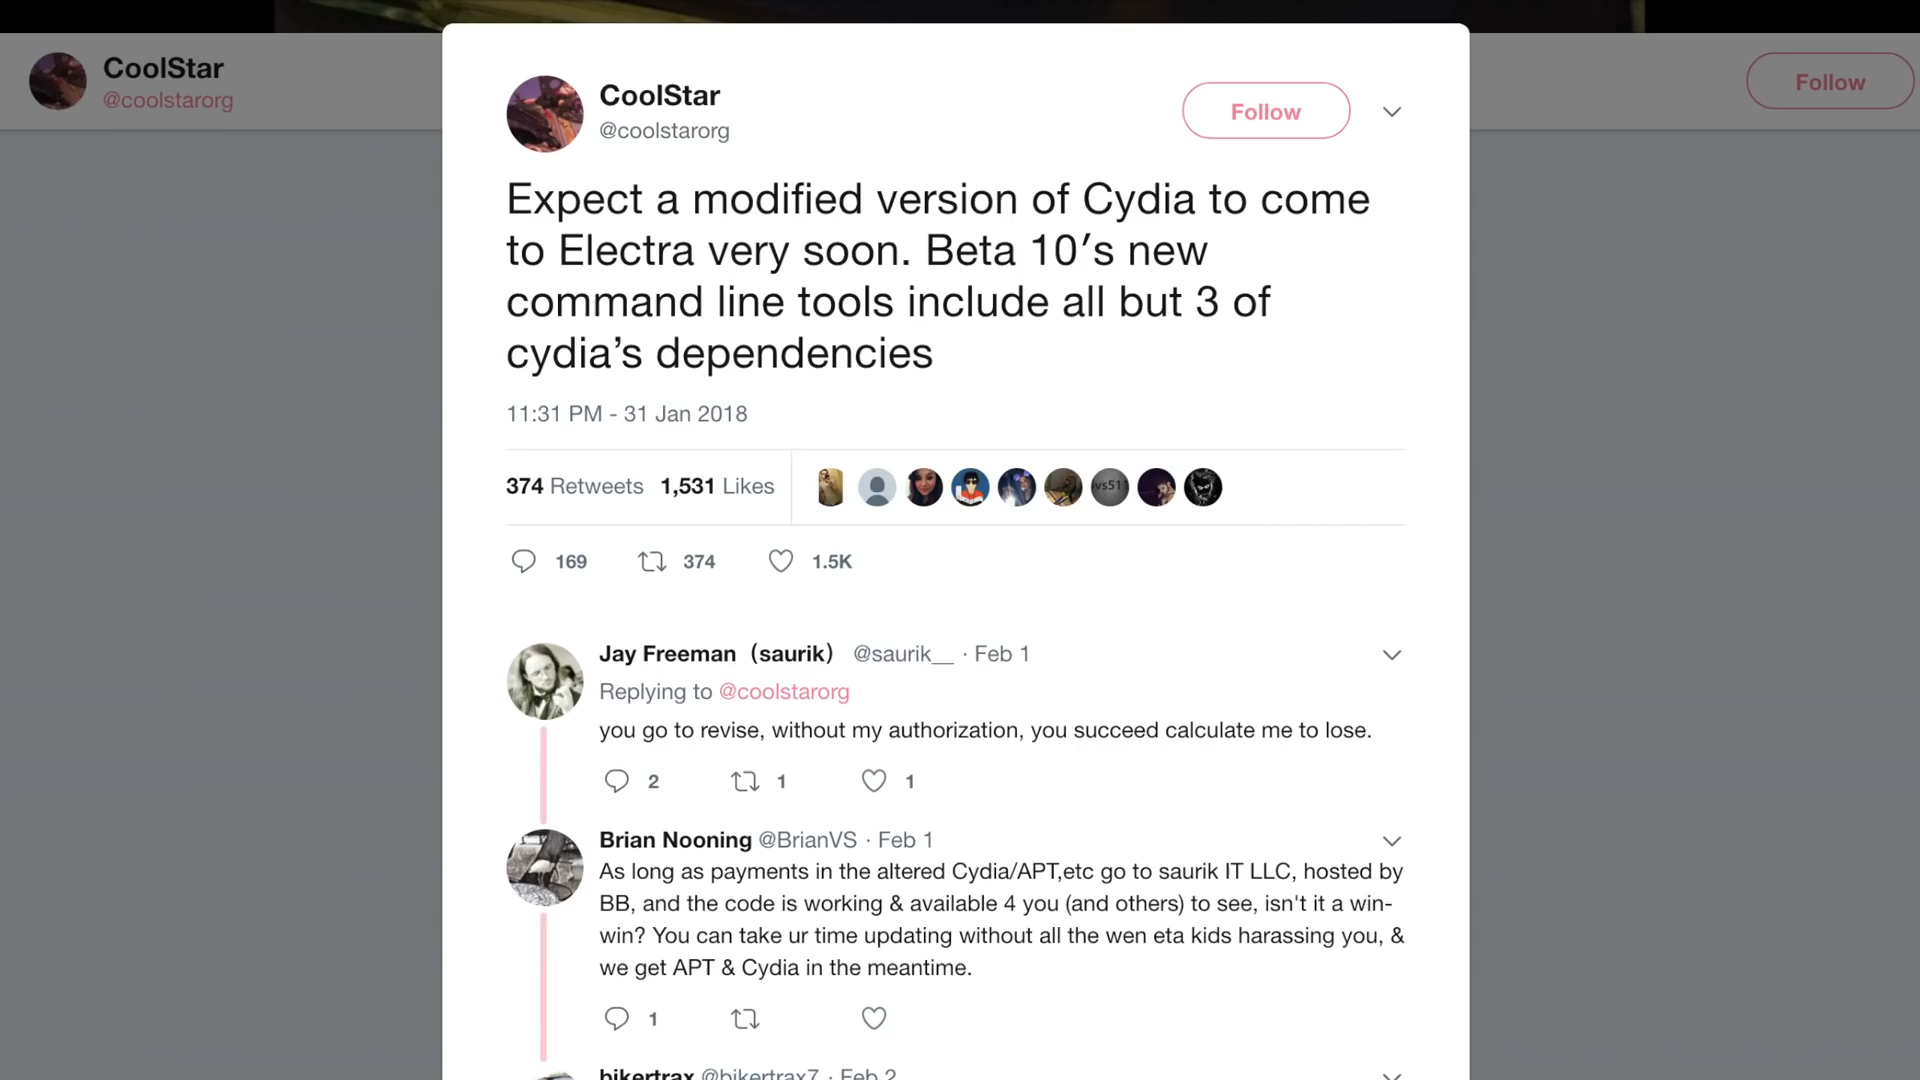 CoolStar
@coolstarorg
Follow
CoolStar
@coolstarorg
Follow
Expect a modified version of Cydia to come
to Electra very soon. Beta 10′s new
command line tools include all but 3 of
cydia’s dependencies
11:31 PM - 31 Jan 2018
374 Retweets 1,531 Likes
vs511
169 374 1.5K
Jay Freeman（saurik） @saurik__ · Feb 1
Replying to @coolstarorg
you go to revise, without my authorization, you succeed calculate me to lose.
2 1 1
Brian Nooning @BrianVS · Feb 1
As long as payments in the altered Cydia/APT,etc go to saurik IT LLC, hosted by
BB, and the code is working & available 4 you (and others) to see, isn't it a win-
win? You can take ur time updating without all the wen eta kids harassing you, &
we get APT & Cydia in the meantime.
1
bikertrax @bikertrax7 · Feb 2